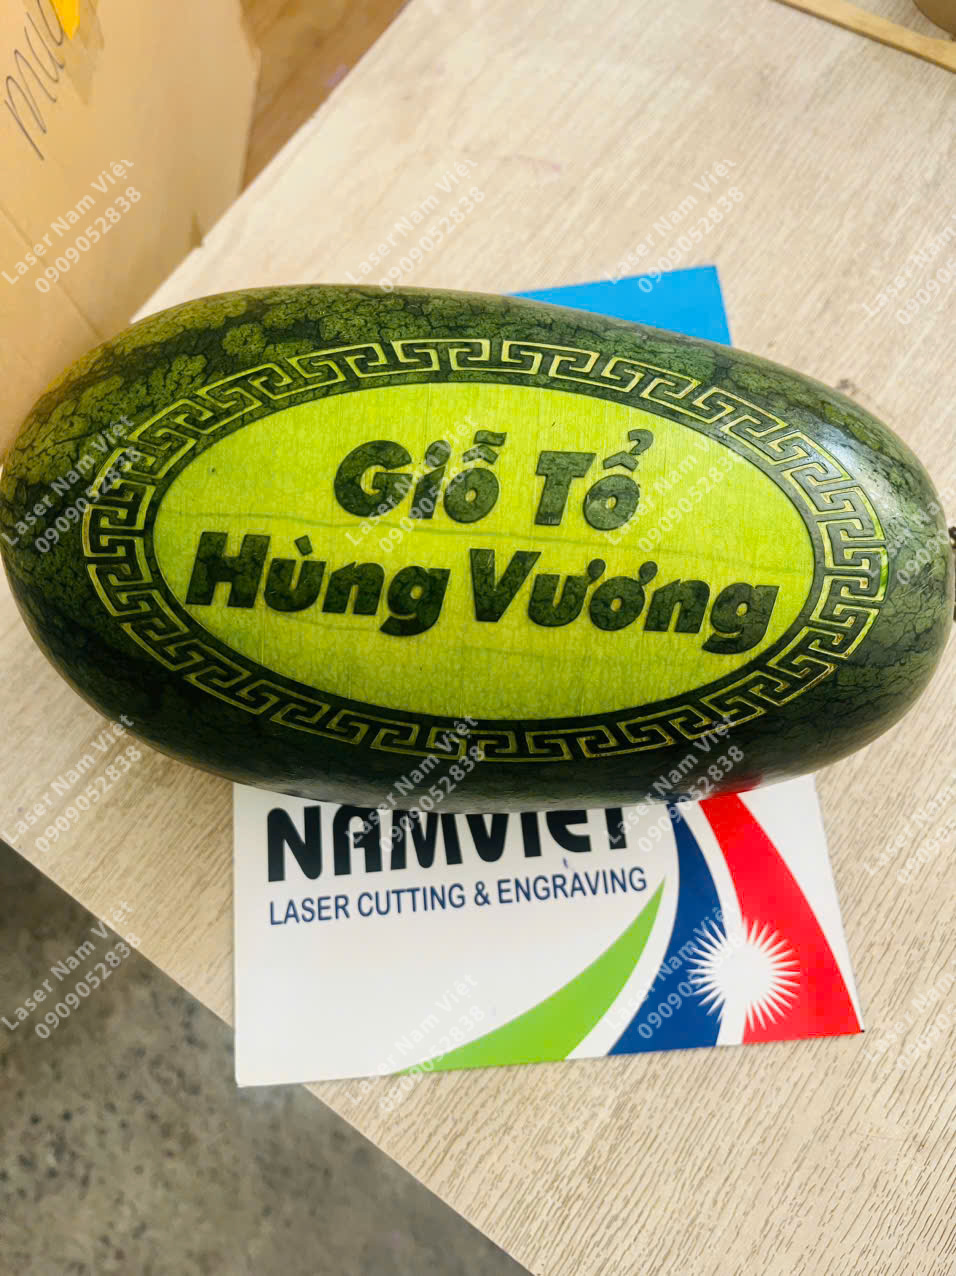 Giỗ Tổ
Hùng Vương
NAMVIET
LASER CUTTING & ENGRAVING
Laser Nam Việt
0909052838